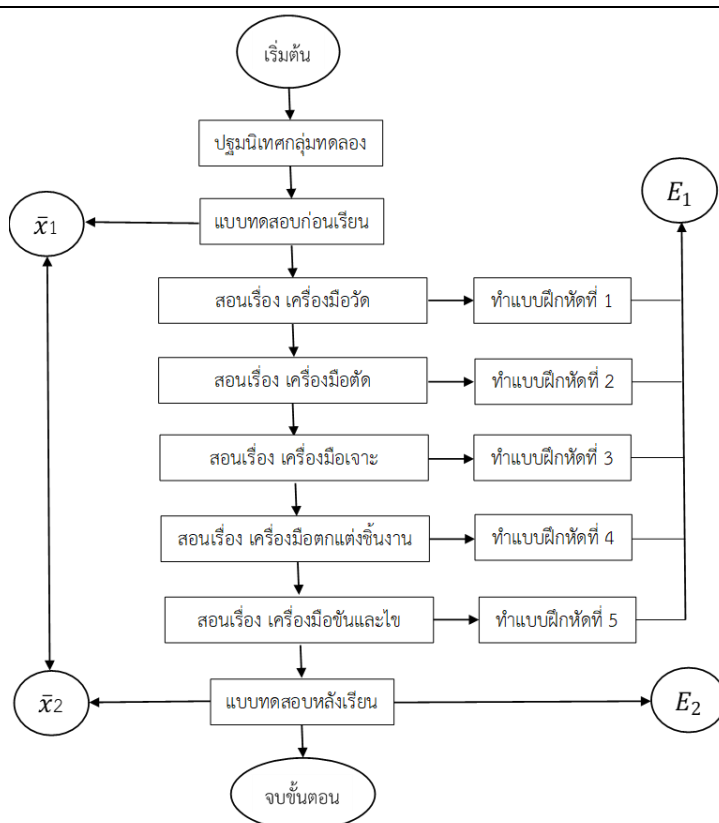 เริ่มต้น
ปฐมนิเทศกลุ่มทดลอง
E₁
x̄1
แบบทดสอบก่อนเรียน
สอนเรื่อง เครื่องมือวัด
ทำแบบฝึกหัดที่ 1
สอนเรื่อง เครื่องมือตัด
ทำแบบฝึกหัดที่ 2
สอนเรื่อง เครื่องมือเจาะ
ทำแบบฝึกหัดที่ 3
สอนเรื่อง เครื่องมือตกแต่งชิ้นงาน
ทำแบบฝึกหัดที่ 4
สอนเรื่อง เครื่องมือขันและไข
ทำแบบฝึกหัดที่ 5
x̄2
แบบทดสอบหลังเรียน
E₂
จบขั้นตอน